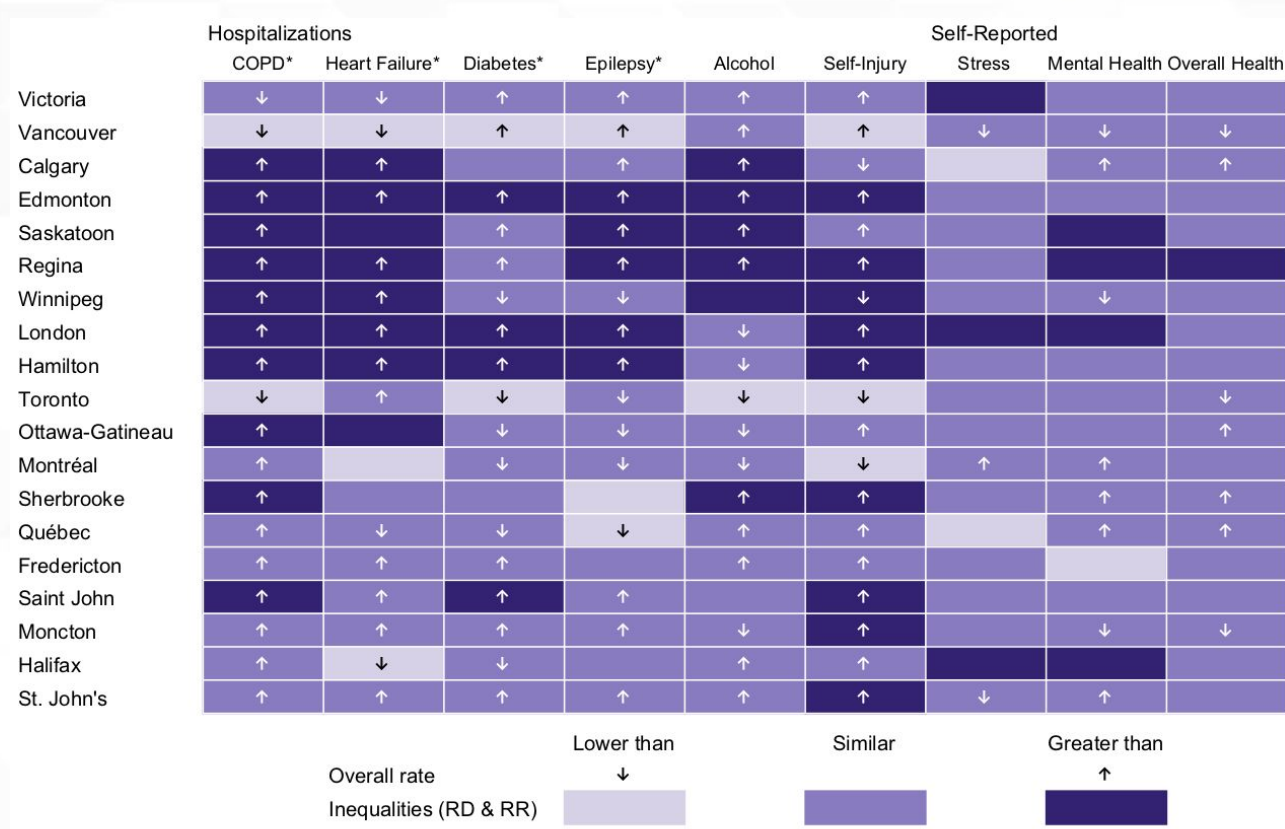 Hospitalizations Self-Reported
COPD* Heart Failure* Diabetes* Epilepsy* Alcohol Self-Injury Stress Mental Health Overall Health
Victoria ↓ ↓ ↑ ↑ ↑ ↑
Vancouver ↓ ↓ ↑ ↑ ↑ ↑ ↓ ↓ ↓
Calgary ↑ ↑ ↑ ↑ ↓ ↑ ↑
Edmonton ↑ ↑ ↑ ↑ ↑ ↑
Saskatoon ↑ ↑ ↑ ↑ ↑
Regina ↑ ↑ ↑ ↑ ↑ ↑
Winnipeg ↑ ↑ ↓ ↓ ↓ ↓
London ↑ ↑ ↑ ↑ ↓ ↑
Hamilton ↑ ↑ ↑ ↑ ↓ ↑
Toronto ↓ ↑ ↓ ↓ ↓ ↓ ↓
Ottawa-Gatineau ↑ ↓ ↓ ↓ ↑ ↑
Montréal ↑ ↓ ↓ ↓ ↓ ↑ ↑
Sherbrooke ↑ ↑ ↑ ↑ ↑
Québec ↑ ↓ ↓ ↓ ↑ ↑ ↑ ↑
Fredericton ↑ ↑ ↑ ↑ ↑
Saint John ↑ ↑ ↑ ↑ ↑
Moncton ↑ ↑ ↑ ↑ ↓ ↑ ↓ ↓
Halifax ↑ ↓ ↓ ↑ ↑
St. John's ↑ ↑ ↑ ↑ ↑ ↑ ↓ ↑
Lower than Similar Greater than
Overall rate ↓ ↑
Inequalities (RD & RR)